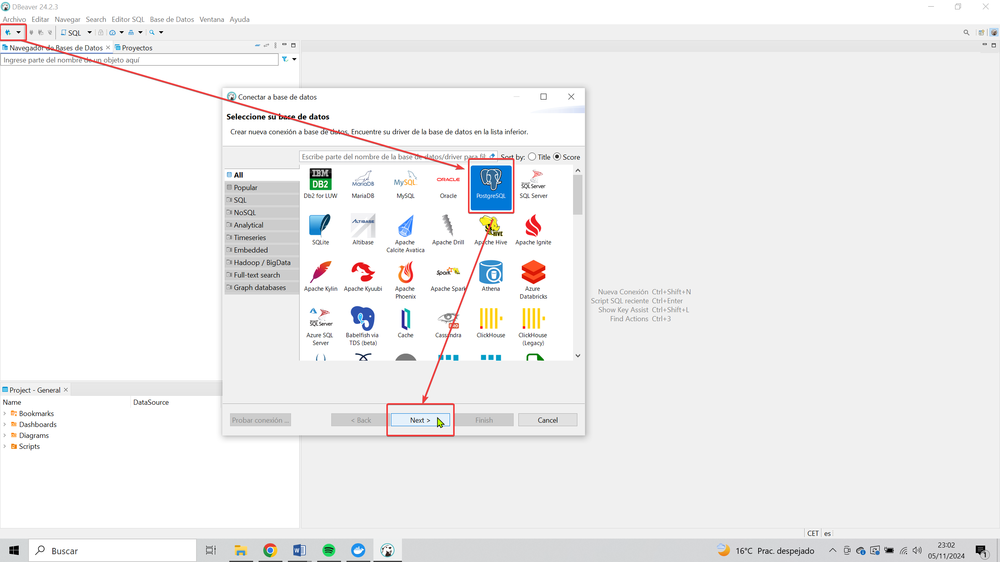 DBeaver 24.2.3
Archivo Editar Navegar Search Editor SQL Base de Datos Ventana Ayuda
SQL
Navegador de Bases de Datos
Proyectos
Ingrese parte del nombre de un objeto aquí
Conectar a base de datos
Seleccione su base de datos
Crear nueva conexión a base de datos. Encuentre su driver de la base de datos en la lista inferior.
Escribe parte del nombre de la base de datos/driver para fil
Sort by: Title Score
All
Popular
SQL
NoSQL
Analytical
Timeseries
Embedded
Hadoop / BigData
Full-text search
Graph databases
IBM DB2
MariaDB
MySQL
ORACLE
Microsoft SQL Server
Db2 for LUW
MariaDB
MySQL
Oracle
PostgreSQL
SQL Server
ALTIBASE
HIVE
SQLite
Altibase
Apache Calcite Avatica
Apache Drill
Apache Hive
Apache Ignite
Spark
Apache Kylin
Apache Kyuubi
Apache Phoenix
Apache Spark
Athena
Azure Databricks
Microsoft SQL Server
PRO
Azure SQL Server
Babelfish via TDS (beta)
Cache
Cassandra
ClickHouse
ClickHouse (Legacy)
Probar conexión ...
< Back
Next >
Finish
Cancel
Nueva Conexión Ctrl+Shift+N
Script SQL reciente Ctrl+Enter
Show Key Assist Ctrl+Shift+L
Find Actions Ctrl+3
Project - General
Name DataSource
Bookmarks
Dashboards
Diagrams
Scripts
CET es
Buscar
16°C Prac. despejado
23:02
05/11/2024
1